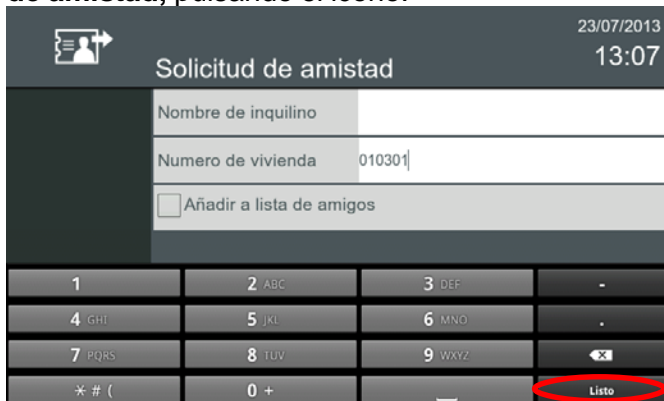 de amistad, pulsando el icono.
23/07/2013
13:07
Solicitud de amistad
Nombre de inquilino
Numero de vivienda 010301
Añadir a lista de amigos
1 2 ABC 3 DEF -
4 GHI 5 JKL 6 MNO .
7 PQRS 8 TUV 9 WXYZ
* # ( 0 + Listo